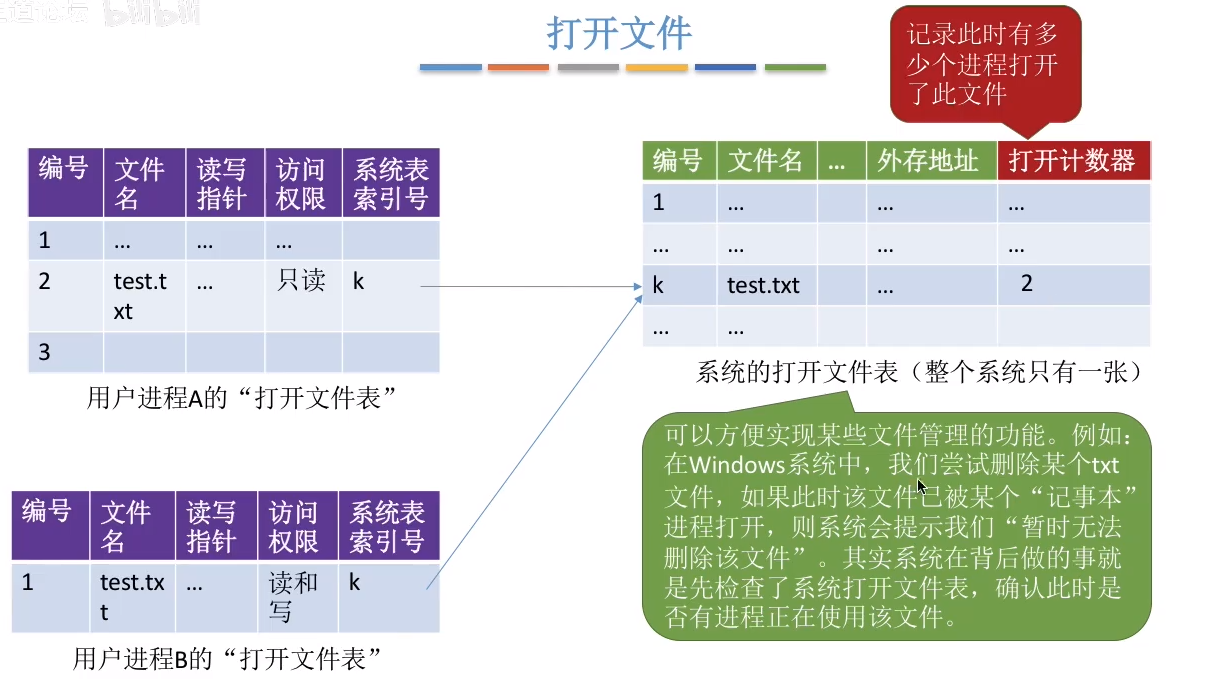 王道论坛 bilibili
打开文件
记录此时有多
少个进程打开
了此文件
编号 文件名 读写指针 访问权限 系统表索引号
1 … … …
2 test.txt … 只读 k
3
用户进程A的“打开文件表”
编号 文件名 … 外存地址 打开计数器
1 … … …
… … … …
k test.txt … 2
… …
系统的打开文件表（整个系统只有一张）
可以方便实现某些文件管理的功能。例如：
在Windows系统中，我们尝试删除某个txt
文件，如果此时该文件已被某个“记事本”
进程打开，则系统会提示我们“暂时无法
删除该文件”。其实系统在背后做的事就
是先检查了系统打开文件表，确认此时是
否有进程正在使用该文件。
编号 文件名 读写指针 访问权限 系统表索引号
1 test.txt … 读和写 k
用户进程B的“打开文件表”